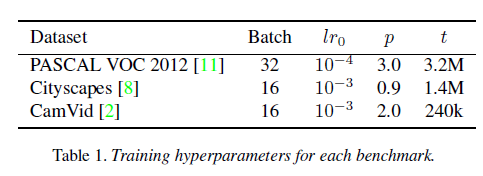 Dataset Batch lr₀ p t
PASCAL VOC 2012 [11] 32 10⁻⁴ 3.0 3.2M
Cityscapes [8] 16 10⁻³ 0.9 1.4M
CamVid [2] 16 10⁻³ 2.0 240k
Table 1. Training hyperparameters for each benchmark.